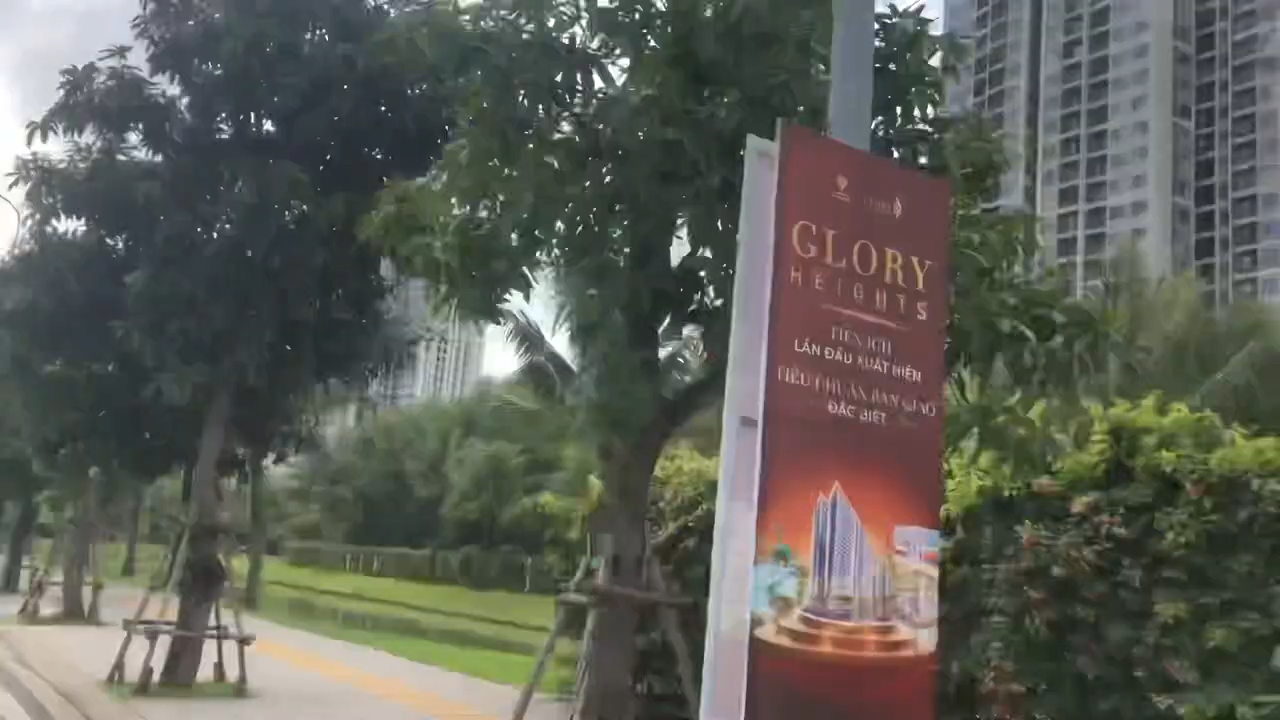 GLORY
HEIGHTS
TIỆN ÍCH
LẦN ĐẦU XUẤT HIỆN
TIÊU CHUẨN BÀN GIAO
ĐẶC BIỆT